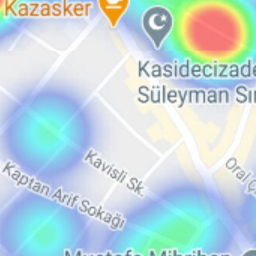 Kazasker
Kasidecizade
Süleyman Sır
Kavisli Sk.
Oral Ç
Kaptan Arif Sokağı
Mustafa Mihriban